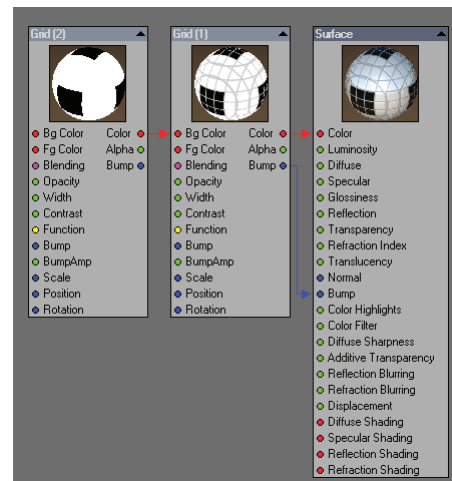 Grid (2)
Bg Color Color
Fg Color Alpha
Blending Bump
Opacity
Width
Contrast
Function
Bump
BumpAmp
Scale
Position
Rotation
Grid (1)
Bg Color Color
Fg Color Alpha
Blending Bump
Opacity
Width
Contrast
Function
Bump
BumpAmp
Scale
Position
Rotation
Surface
Color
Luminosity
Diffuse
Specular
Glossiness
Reflection
Transparency
Refraction Index
Translucency
Normal
Bump
Color Highlights
Color Filter
Diffuse Sharpness
Additive Transparency
Reflection Blurring
Refraction Blurring
Displacement
Diffuse Shading
Specular Shading
Reflection Shading
Refraction Shading